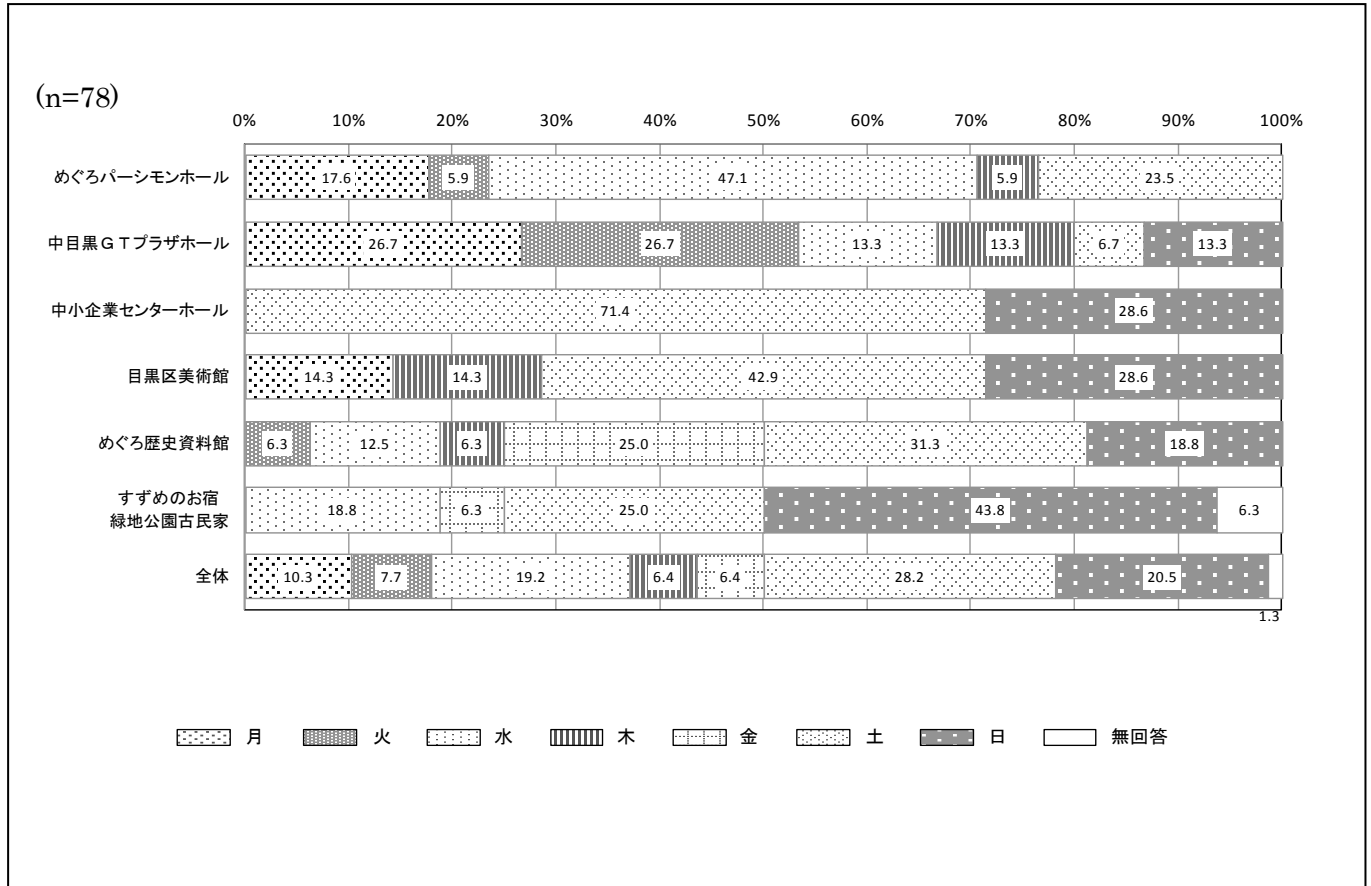 (n=78)
0% 10% 20% 30% 40% 50% 60% 70% 80% 90% 100%
めぐろパーシモンホール 17.6 5.9 47.1 5.9 23.5
中目黒GTプラザホール 26.7 26.7 13.3 13.3 6.7 13.3
中小企業センターホール 71.4 28.6
目黒区美術館 14.3 14.3 42.9 28.6
めぐろ歴史資料館 6.3 12.5 6.3 25.0 31.3 18.8
すずめのお宿
緑地公園古民家 18.8 6.3 25.0 43.8 6.3
全体 10.3 7.7 19.2 6.4 6.4 28.2 20.5
1.3
月 火 水 木 金 土 日 無回答